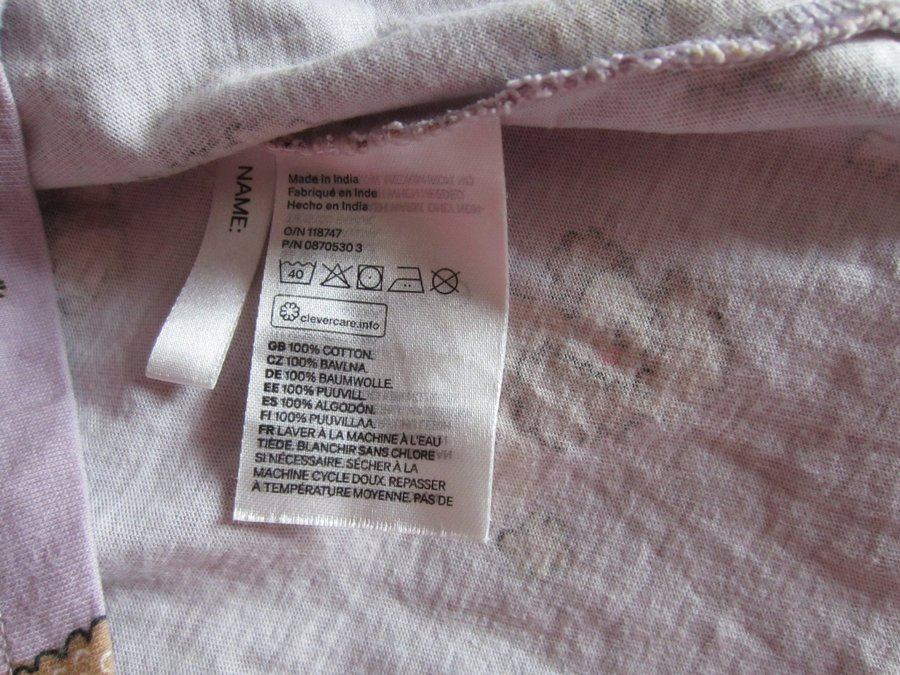 NAME:
Made in India
Fabriqué en Inde
Hecho en India
O/N 118747
P/N 0870530 3
40
clevercare.info
GB 100% COTTON.
CZ 100% BAVLNA.
DE 100% BAUMWOLLE.
EE 100% PUUVILL.
ES 100% ALGODÓN.
FI 100% PUUVILLAA.
FR LAVER À LA MACHINE À L'EAU
TIÈDE. BLANCHIR SANS CHLORE
SI NÉCESSAIRE. SÉCHER À LA
MACHINE CYCLE DOUX. REPASSER
À TEMPÉRATURE MOYENNE. PAS DE